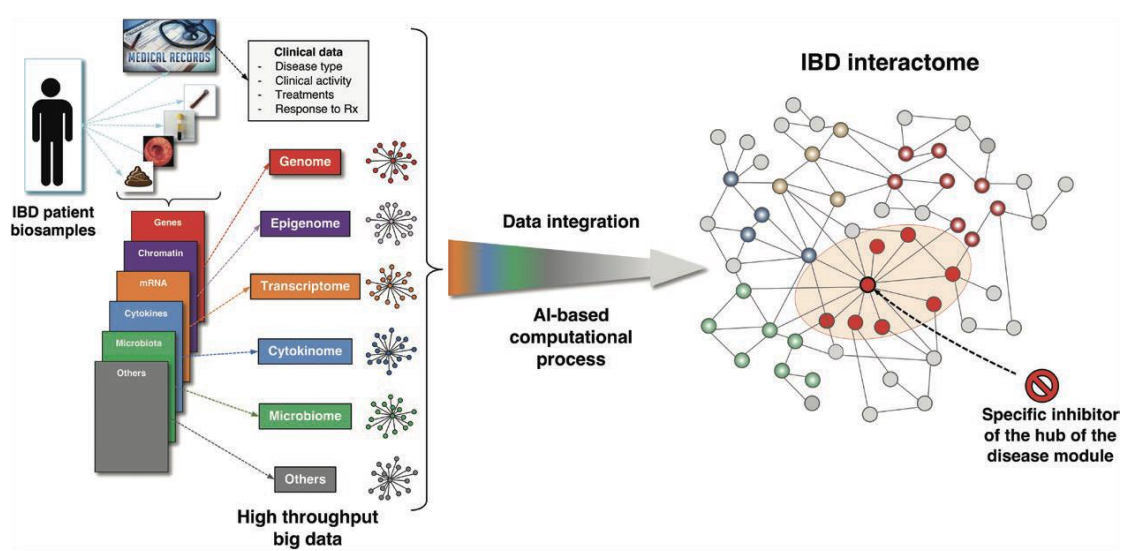 MEDICAL RECORDS
Clinical data
- Disease type
- Clinical activity
- Treatments
- Response to Rx
IBD patient
biosamples
Genes
Chromatin
mRNA
Cytokines
Microbiota
Others
Genome
Epigenome
Transcriptome
Cytokinome
Microbiome
Others
High throughput
big data
Data integration
AI-based
computational
process
IBD interactome
Specific inhibitor
of the hub of the
disease module